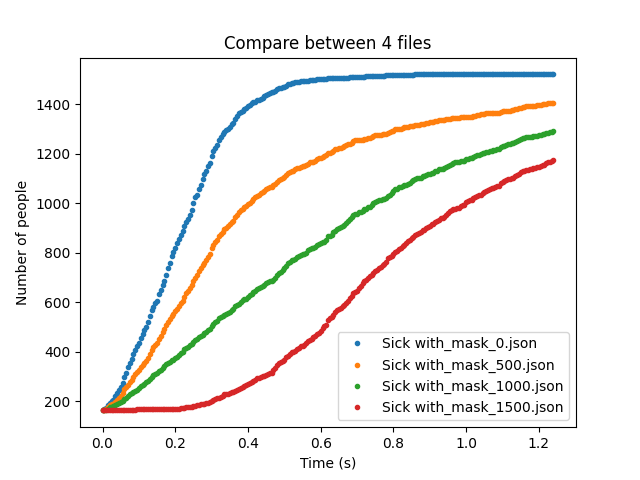 Compare between 4 files
Number of people
1400
1200
1000
800
600
400
200
Sick with_mask_0.json
Sick with_mask_500.json
Sick with_mask_1000.json
Sick with_mask_1500.json
0.0 0.2 0.4 0.6 0.8 1.0 1.2
Time (s)